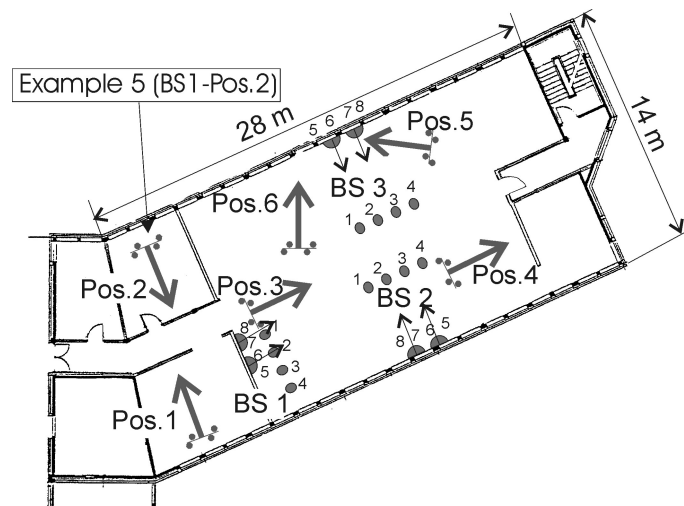 Example 5 (BS1-Pos.2)
28 m
14 m
5 6 7 8
Pos.5
BS 3
Pos.6
1 2 3 4
Pos.2
Pos.3
1 2 3 4
Pos.4
BS 2
8 7 6 5
8 1
7 2
6
5 3
4
BS 1
Pos.1